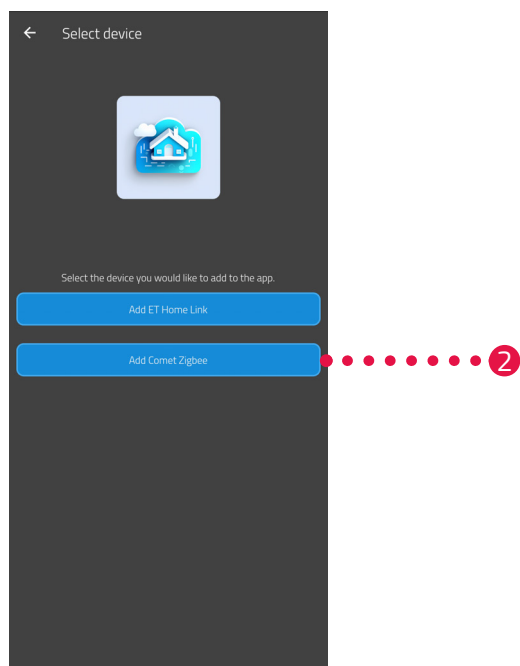 Select device
Select the device you would like to add to the app.
Add ET Home Link
Add Comet Zigbee
2